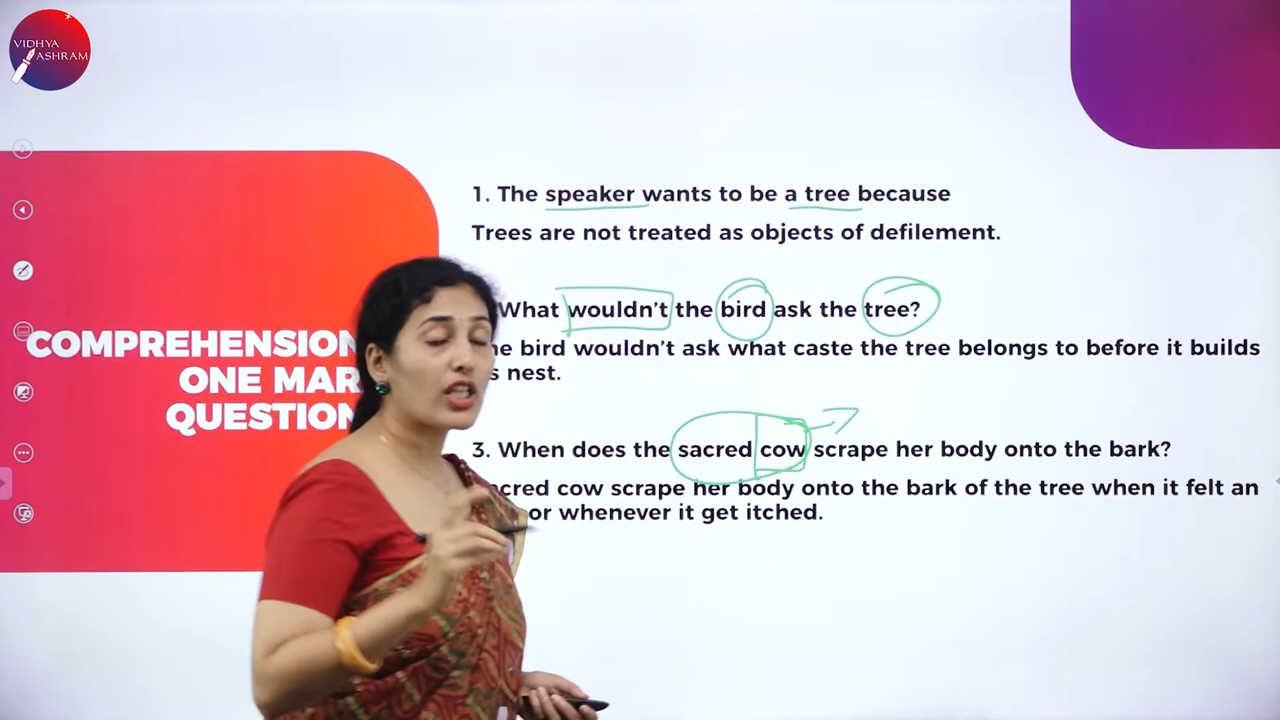 VIDHYA
ASHRAM
COMPREHENSION
ONE MAR
QUESTION
1. The speaker wants to be a tree because
Trees are not treated as objects of defilement.
What wouldn't the bird ask the tree?
bird wouldn't ask what caste the tree belongs to before it builds
nest.
3. When does the sacred cow scrape her body onto the bark?
cow scrape her body onto the bark of the tree when it felt an
or whenever it get itched.